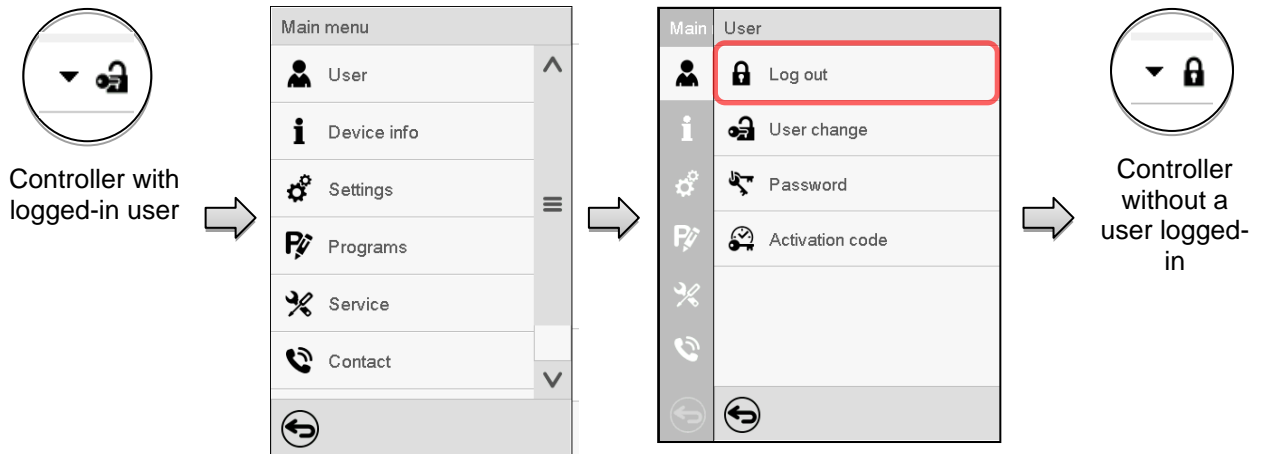 Controller with
logged-in user
Main menu
User
Device info
Settings
Programs
Service
Contact
Main
User
Log out
User change
Password
Activation code
Controller
without a
user logged-
in